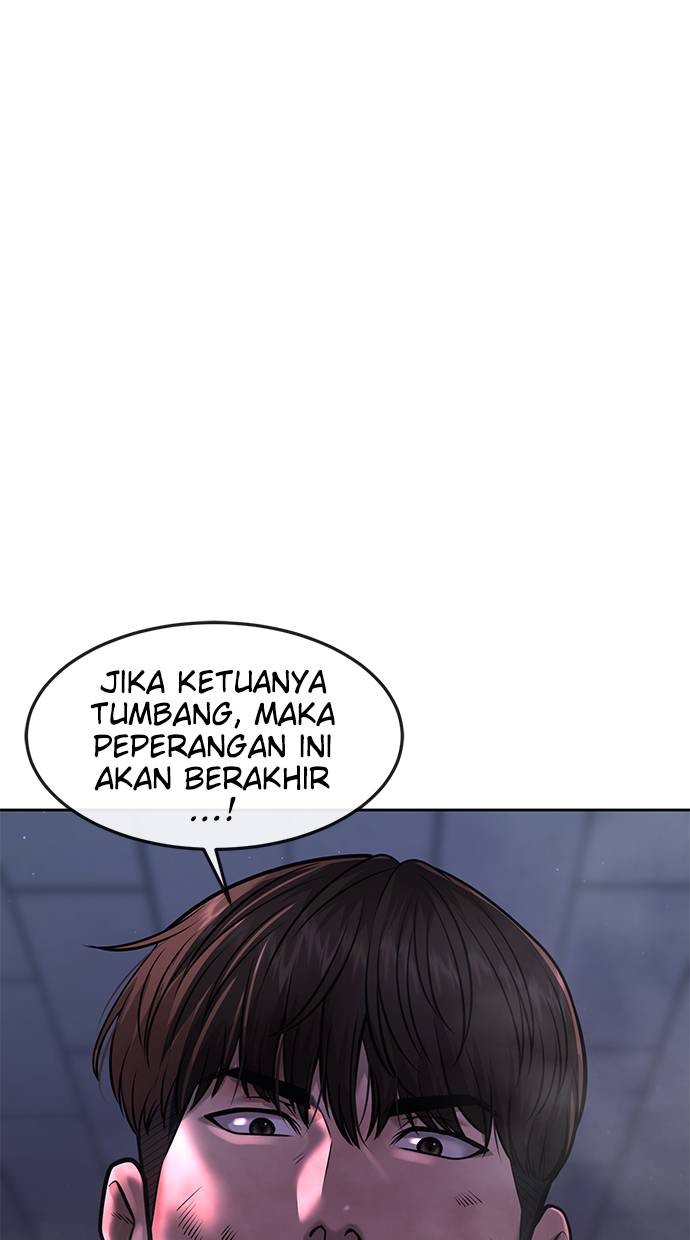 JIKA KETUANYA
TUMBANG, MAKA
PEPERANGAN INI
AKAN BERAKHIR
...!